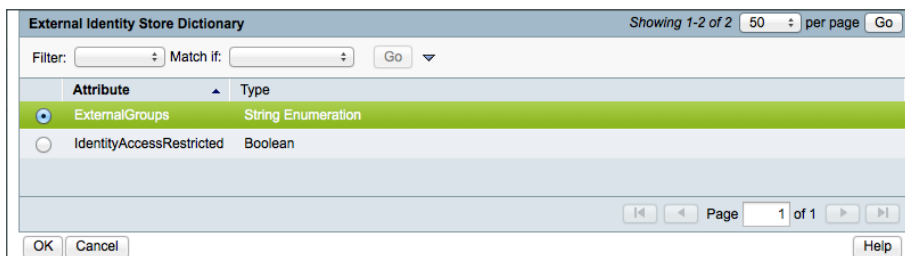 External Identity Store Dictionary Showing 1-2 of 2 50 per page Go
Filter: Match if: Go
Attribute Type
ExternalGroups String Enumeration
IdentityAccessRestricted Boolean
Page 1 of 1
OK Cancel Help